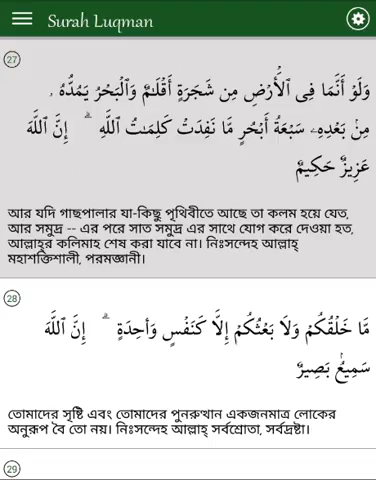 Surah Luqman
27
وَلَوْ أَنَّمَا فِى ٱلْأَرْضِ مِن شَجَرَةٍ أَقْلَـٰمٌ وَٱلْبَحْرُ يَمُدُّهُۥ
مِنۢ بَعْدِهِۦ سَبْعَةُ أَبْحُرٍ مَّا نَفِدَتْ كَلِمَـٰتُ ٱللَّهِ ۗ إِنَّ ٱللَّهَ
عَزِيزٌ حَكِيمٌ
আর যদি গাছপালার যা-কিছু পৃথিবীতে আছে তা কলম হয়ে যেত,
আর সমুদ্র -- এর পরে সাত সমুদ্র এর সাথে যোগ করে দেওয়া হত,
আল্লাহ্‌র কলিমাহ শেষ করা যাবে না। নিঃসন্দেহ আল্লাহ্
মহাশক্তিশালী, পরমজ্ঞানী।
28
مَّا خَلْقُكُمْ وَلَا بَعْثُكُمْ إِلَّا كَنَفْسٍ وَٰحِدَةٍ ۗ إِنَّ ٱللَّهَ
سَمِيعٌۢ بَصِيرٌ
তোমাদের সৃষ্টি এবং তোমাদের পুনরুত্থান একজনমাত্র লোকের
অনুরূপ বৈ তো নয়। নিঃসন্দেহ আল্লাহ্ সর্বশ্রোতা, সর্বদ্রষ্টা।
29